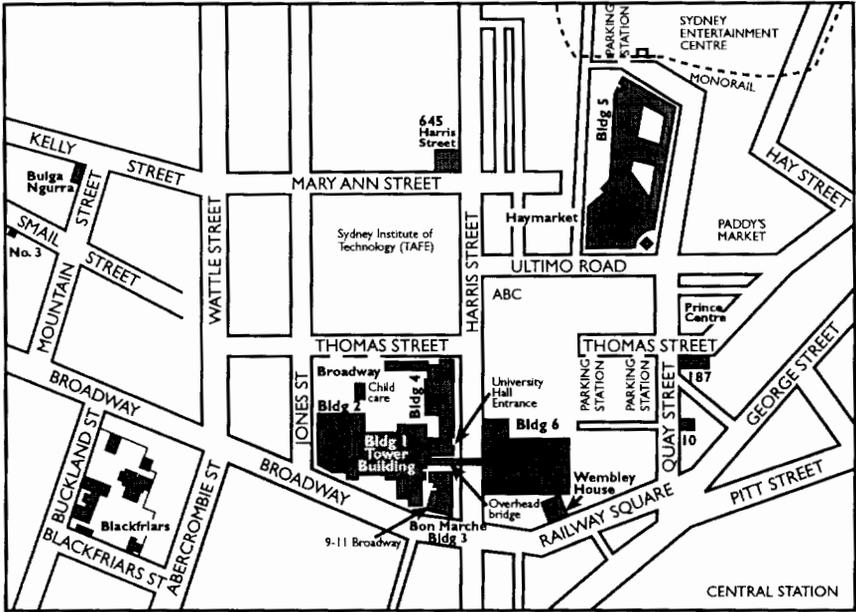 PARKING
STATION
SYDNEY
ENTERTAINMENT
CENTRE
MONORAIL
645
Harris
Street
Bldg 5
KELLY
STREET
Bulga
Ngurra
STREET
MARY ANN STREET
HAY STREET
SMAIL
STREET
No. 3
MOUNTAIN
WATTLE STREET
Sydney Institute of
Technology (TAFE)
HARRIS STREET
Haymarket
PADDY'S
MARKET
ULTIMO ROAD
ABC
Prince
Centre
THOMAS STREET
THOMAS STREET
Broadway
Child
care
Bldg 4
University
Hall
Entrance
PARKING
STATION
PARKING
STATION
QUAY STREET
187
GEORGE STREET
BROADWAY
JONES ST
Bldg 2
Bldg 1
Tower
Building
Bldg 6
10
BUCKLAND ST
BROADWAY
Wembley
House
PITT STREET
Blackfriars
ABERCROMBIE ST
Overhead
bridge
RAILWAY SQUARE
BLACKFRIARS ST
9-11 Broadway
Bon Marche
Bldg 3
CENTRAL STATION